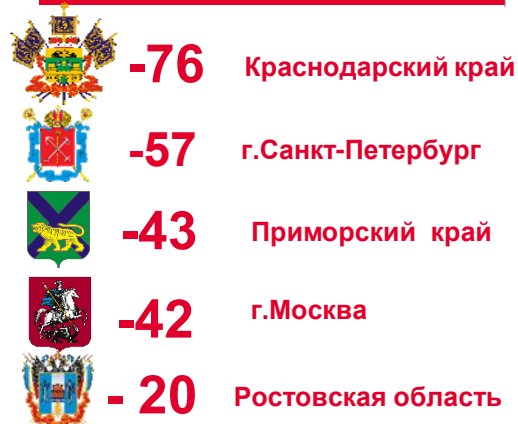 -76 Краснодарский край
-57 г.Санкт-Петербург
-43 Приморский край
-42 г.Москва
- 20 Ростовская область